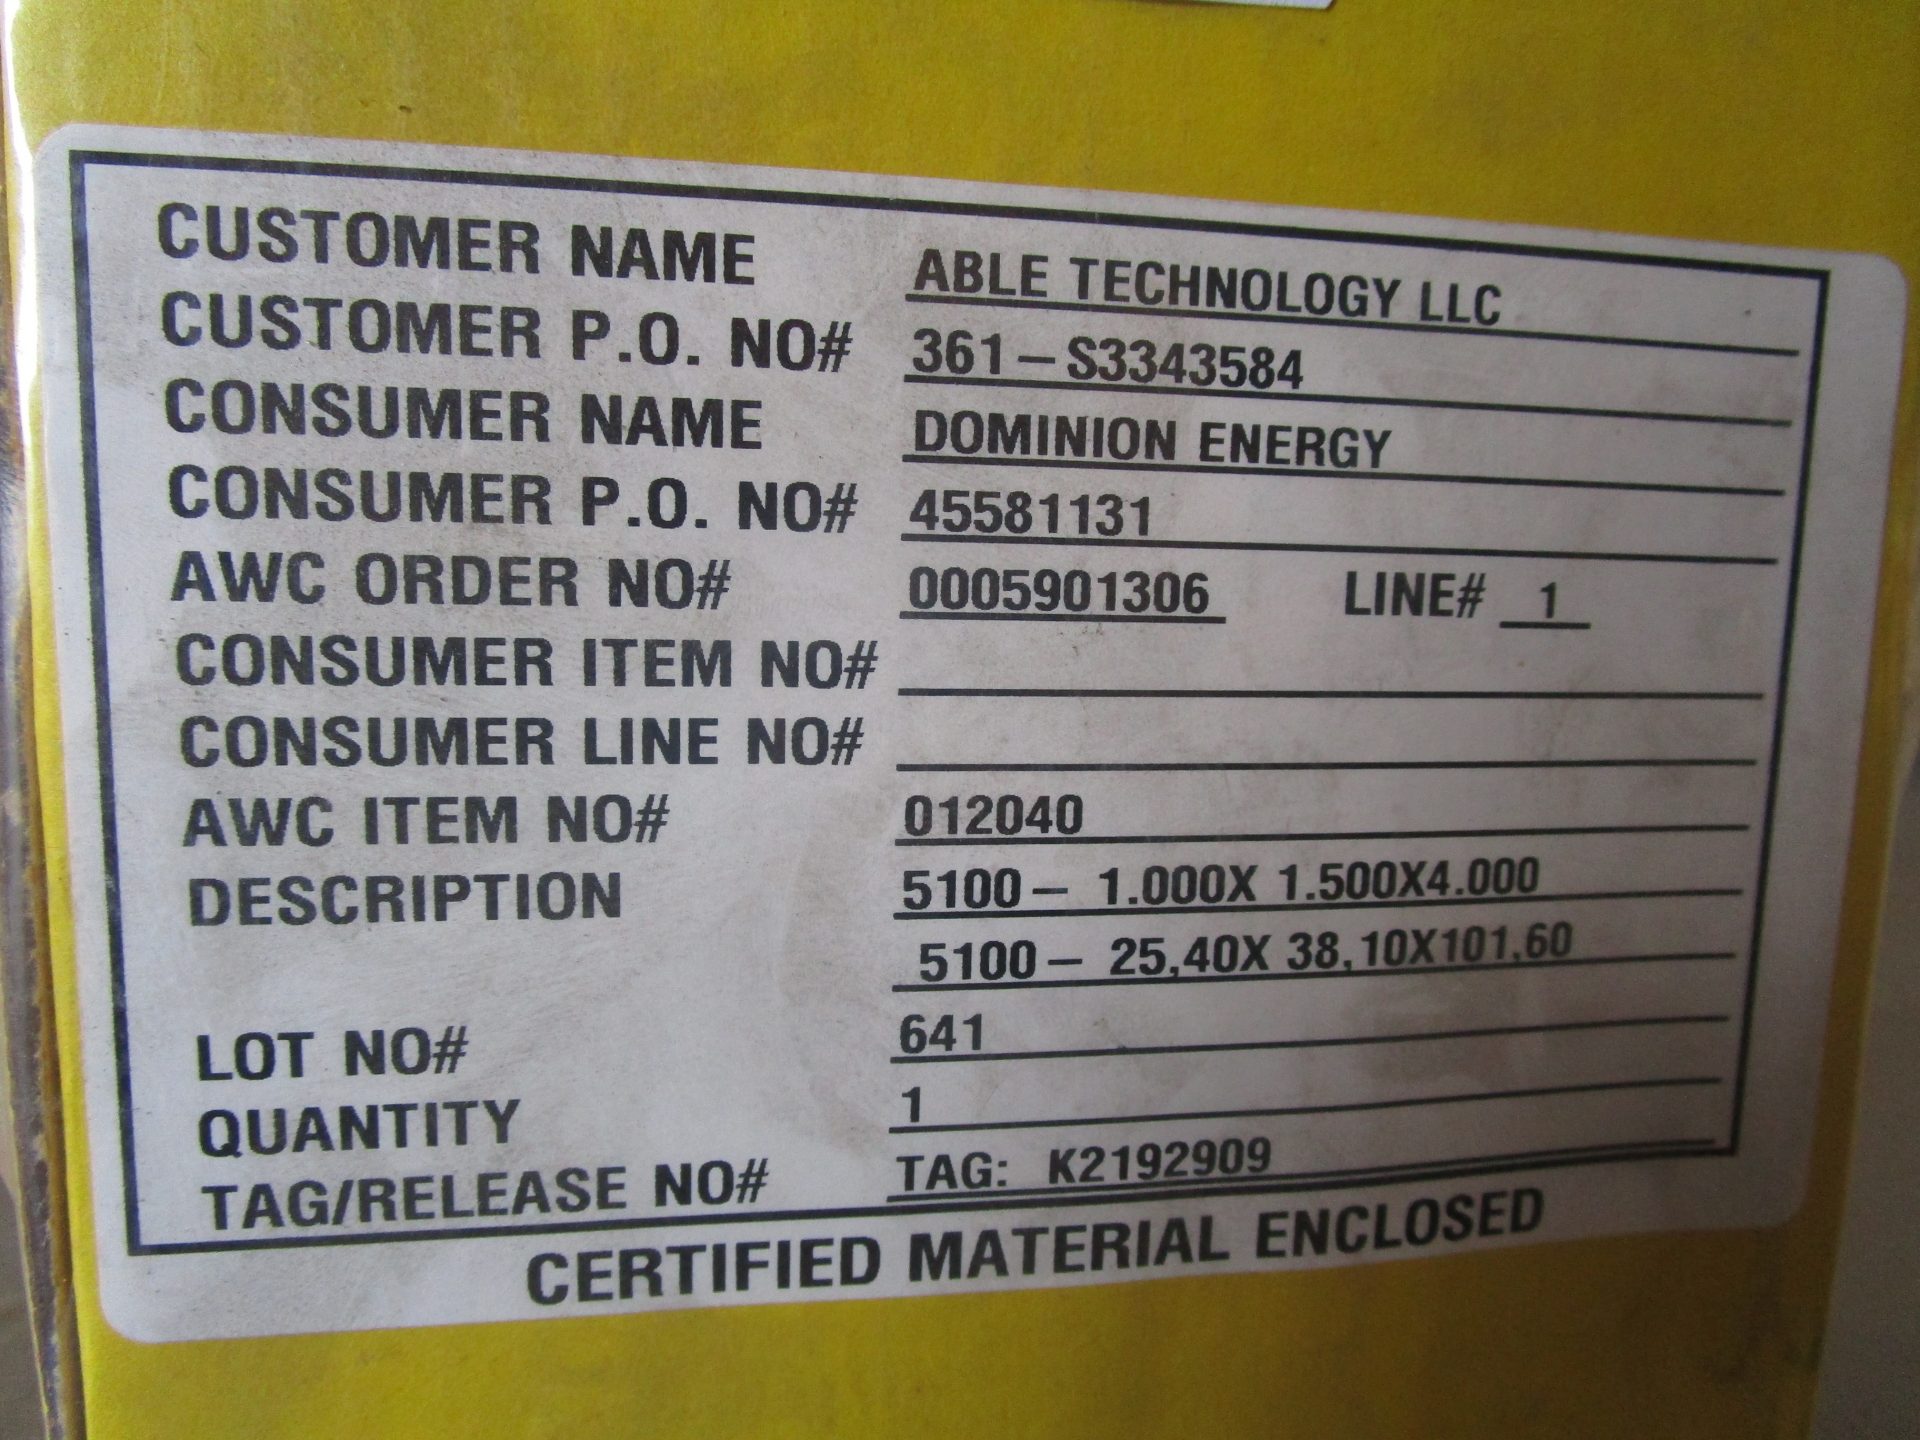 CUSTOMER NAME ABLE TECHNOLOGY LLC
CUSTOMER P.O. NO# 361-S3343584
CONSUMER NAME DOMINION ENERGY
CONSUMER P.O. NO# 45581131
AWC ORDER NO# 0005901306 LINE# 1
CONSUMER ITEM NO#
CONSUMER LINE NO#
AWC ITEM NO# 012040
DESCRIPTION 5100- 1.000X 1.500X4.000
5100- 25,40X 38,10X101,60
LOT NO# 641
QUANTITY 1
TAG/RELEASE NO# TAG: K2192909
CERTIFIED MATERIAL ENCLOSED